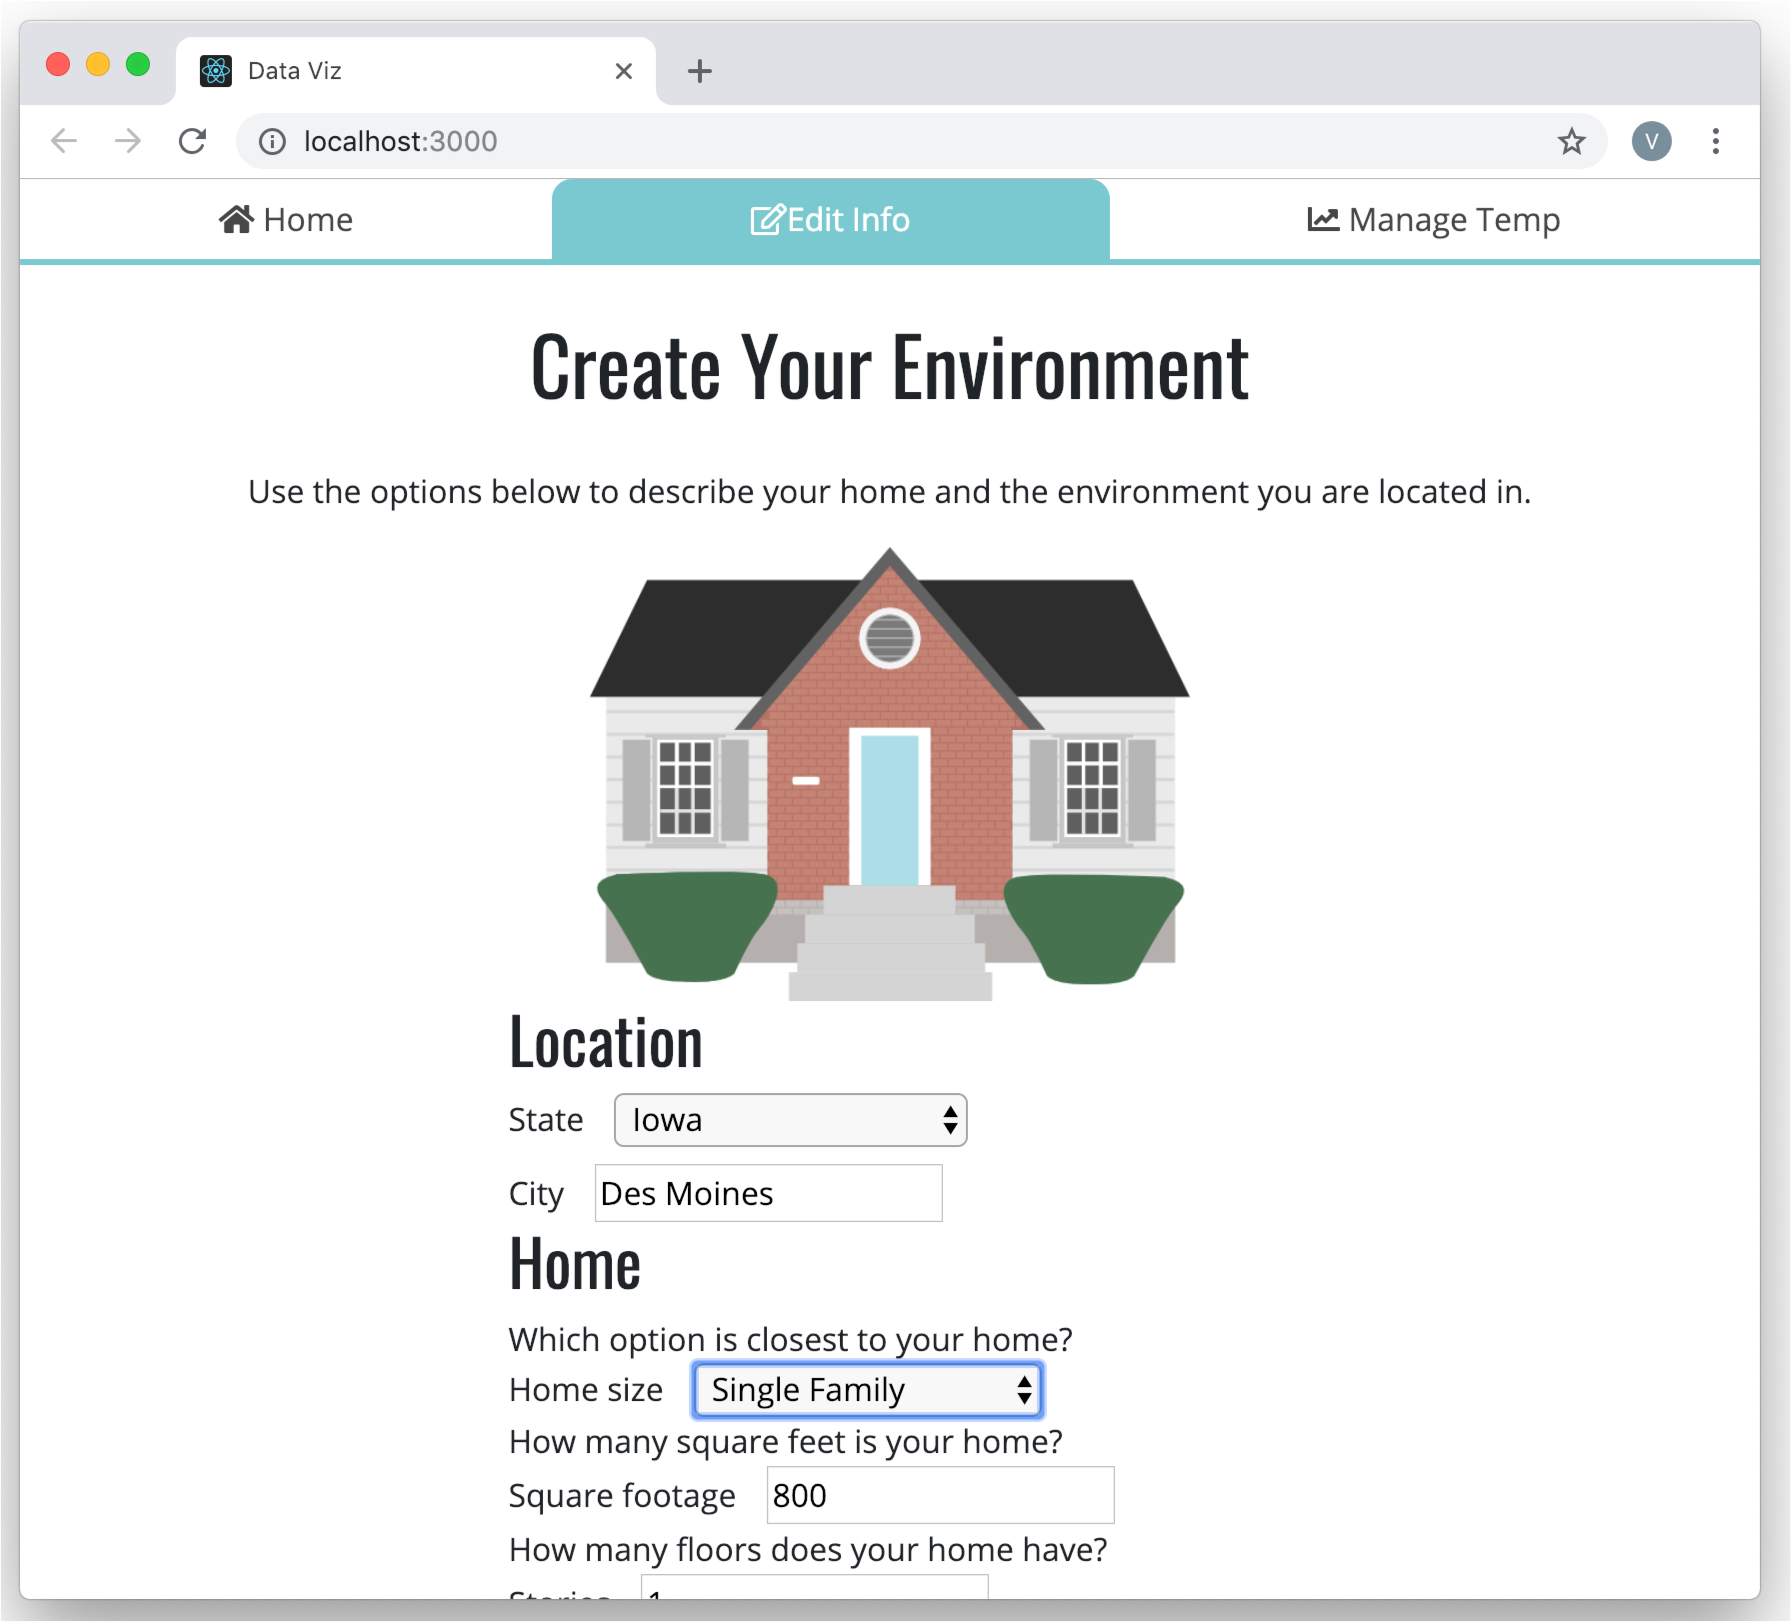 Data Viz
localhost:3000
V
Home
Edit Info
Manage Temp
Create Your Environment
Use the options below to describe your home and the environment you are located in.
Location
State Iowa
City Des Moines
Home
Which option is closest to your home?
Home size Single Family
How many square feet is your home?
Square footage 800
How many floors does your home have?
Stories 1